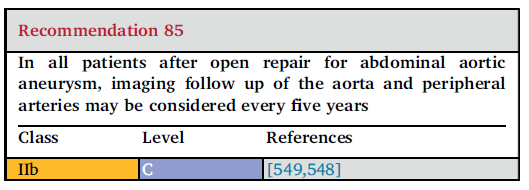 Recommendation 85
In all patients after open repair for abdominal aortic
aneurysm, imaging follow up of the aorta and peripheral
arteries may be considered every five years
Class Level References
IIb C [549,548]